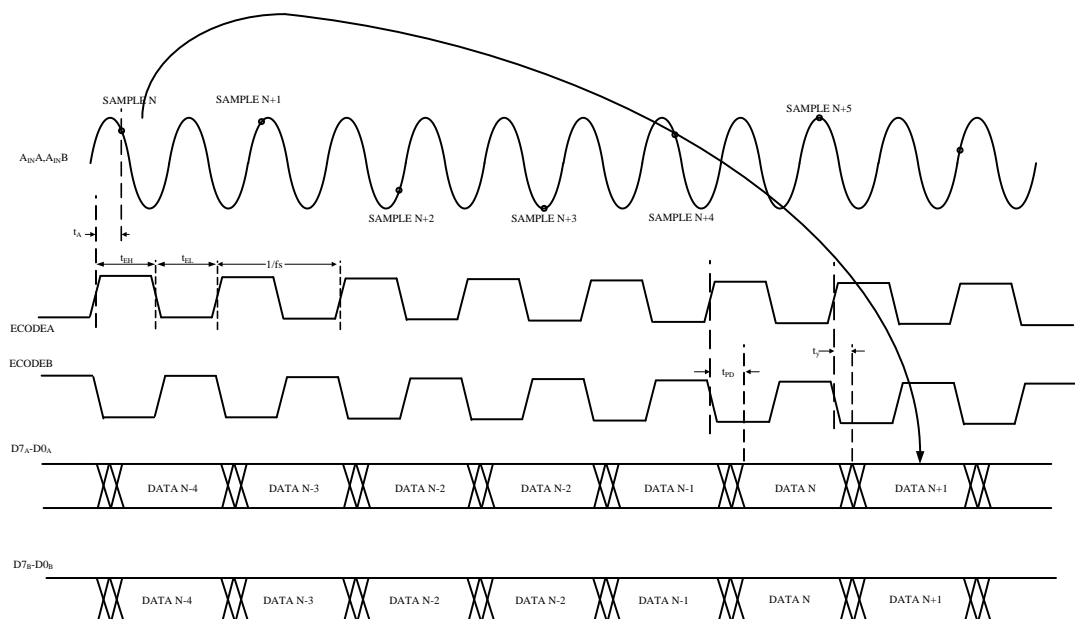 SAMPLE N
SAMPLE N+1
SAMPLE N+5
AINA,AINB
SAMPLE N+2
SAMPLE N+3
SAMPLE N+4
tA
tEH
tEL
1/fs
ECODEA
ECODEB
tPD
ty
D7A-D0A
DATA N-4
DATA N-3
DATA N-2
DATA N-2
DATA N-1
DATA N
DATA N+1
D7B-D0B
DATA N-4
DATA N-3
DATA N-2
DATA N-2
DATA N-1
DATA N
DATA N+1